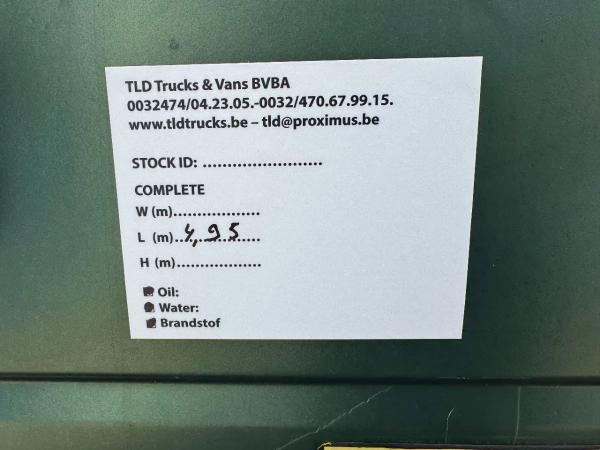 TLD Trucks & Vans BVBA
0032474/04.23.05.-0032/470.67.99.15.
www.tldtrucks.be – tld@proximus.be
STOCK ID: ........................
COMPLETE
W (m)..................
L (m)..4,95....
H (m)..................
Oil:
Water:
Brandstof